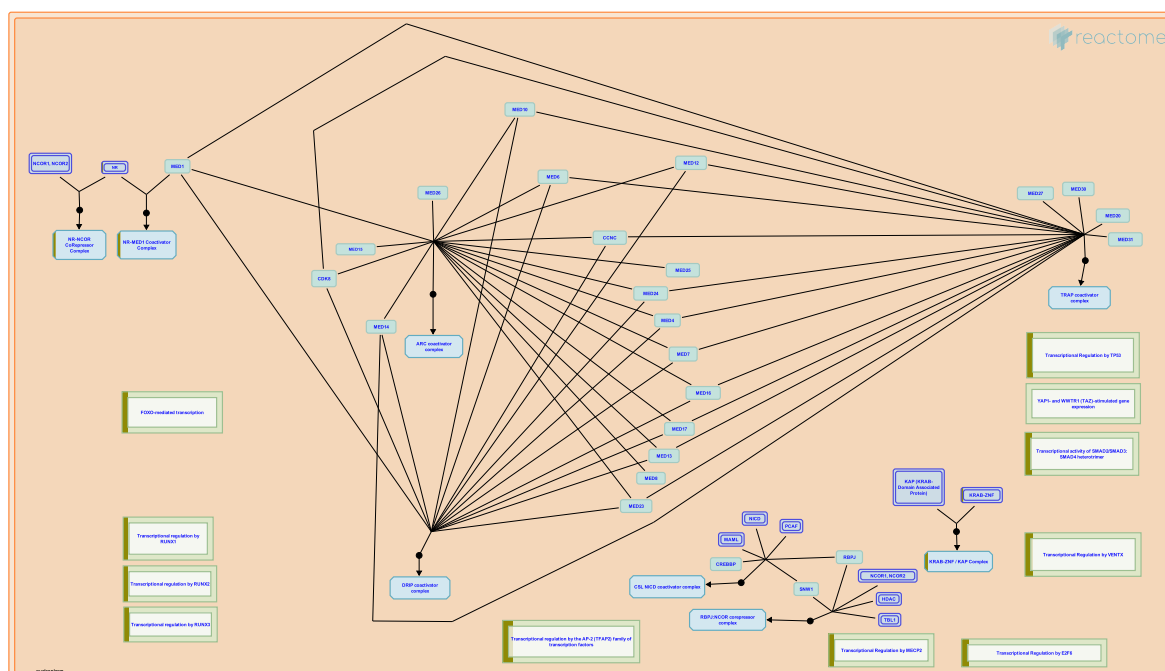 reactome
MED10
NCOR1, NCOR2
NR
MED1
MED12
MED6
MED26
MED27
MED30
MED20
MED31
NR-NCOR
CoRepressor
Complex
NR-MED1 Coactivator
Complex
MED15
CCNC
CDK8
MED25
MED24
TRAP coactivator
complex
MED14
MED4
ARC coactivator
complex
MED7
Transcriptional Regulation by TP53
MED16
YAP1- and WWTR1 (TAZ)-stimulated gene
expression
FOXO-mediated transcription
MED17
Transcriptional activity of SMAD2/SMAD3:
SMAD4 heterotrimer
MED13
MED8
KAP (KRAB-
Domain Associated
Protein)
KRAB-ZNF
MED23
NICD
PCAF
Transcriptional regulation by
RUNX1
MAML
CREBBP
RBPJ
KRAB-ZNF / KAP Complex
Transcriptional Regulation by VENTX
NCOR1, NCOR2
Transcriptional regulation by RUNX2
DRIP coactivator
complex
CSL NICD coactivator complex
SNW1
HDAC
TBL1
RBPJ:NCOR corepressor
complex
Transcriptional regulation by RUNX3
Transcriptional regulation by the AP-2 (TFAP2) family of
transcription factors
Transcriptional Regulation by MECP2
Transcriptional Regulation by E2F6